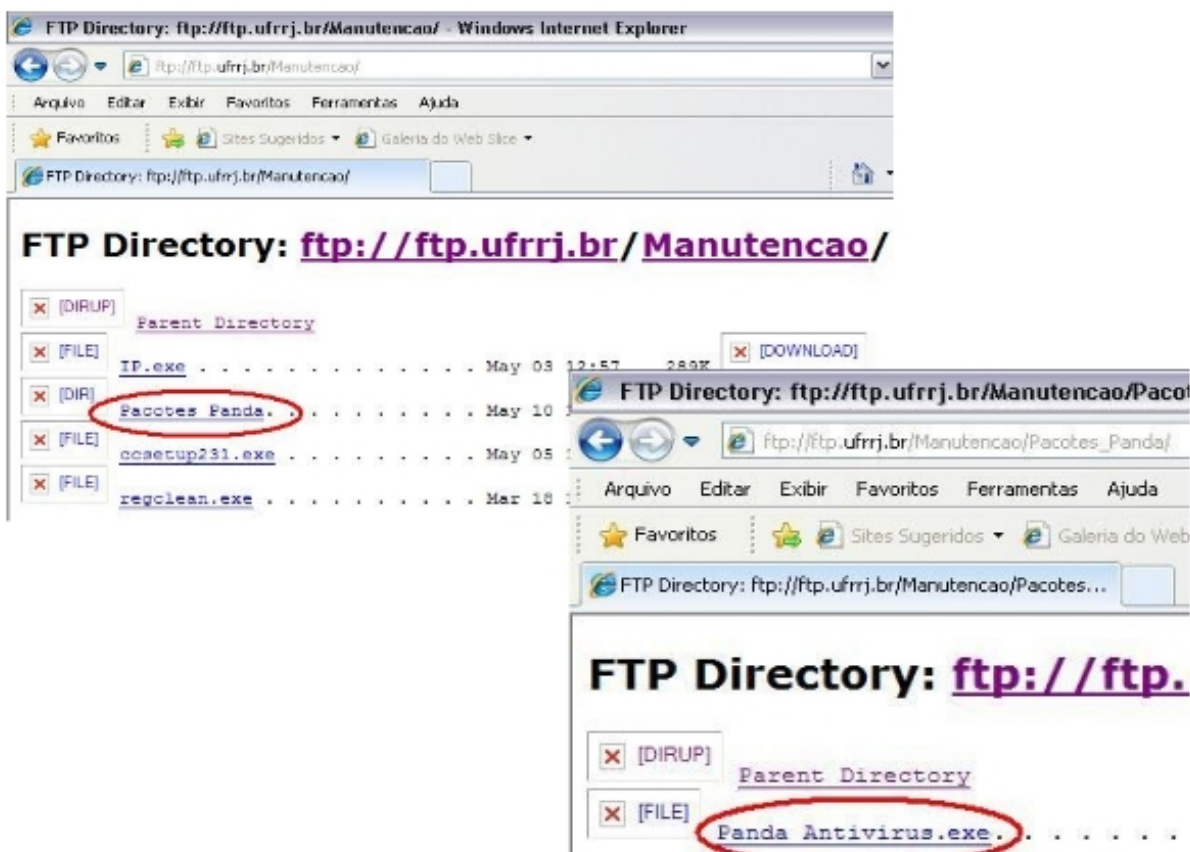 FTP Directory: ftp://ftp.ufrrj.br/Manutencao/ - Windows Internet Explorer
ftp://ftp.ufrrj.br/Manutencao/
Arquivo Editar Exibir Favoritos Ferramentas Ajuda
Favoritos Sites Sugeridos Galeria do Web Slice
FTP Directory: ftp://ftp.ufrrj.br/Manutencao/
FTP Directory: ftp://ftp.ufrrj.br/Manutencao/
[DIRUP] Parent Directory
[FILE] IP.exe . . . . . . . . . . . . . . May 03 12:57 289K [DOWNLOAD]
[DIR] Pacotes Panda. . . . . . . . . . . May 10
[FILE] ccsetup231.exe . . . . . . . . . . May 05
[FILE] regclean.exe . . . . . . . . . . . Mar 18
FTP Directory: ftp://ftp.ufrrj.br/Manutencao/Pacot
ftp://ftp.ufrrj.br/Manutencao/Pacotes_Panda/
Arquivo Editar Exibir Favoritos Ferramentas Ajuda
Favoritos Sites Sugeridos Galeria do Web
FTP Directory: ftp://ftp.ufrrj.br/Manutencao/Pacotes...
FTP Directory: ftp://ftp.
[DIRUP] Parent Directory
[FILE] Panda Antivirus.exe. . . . . . .